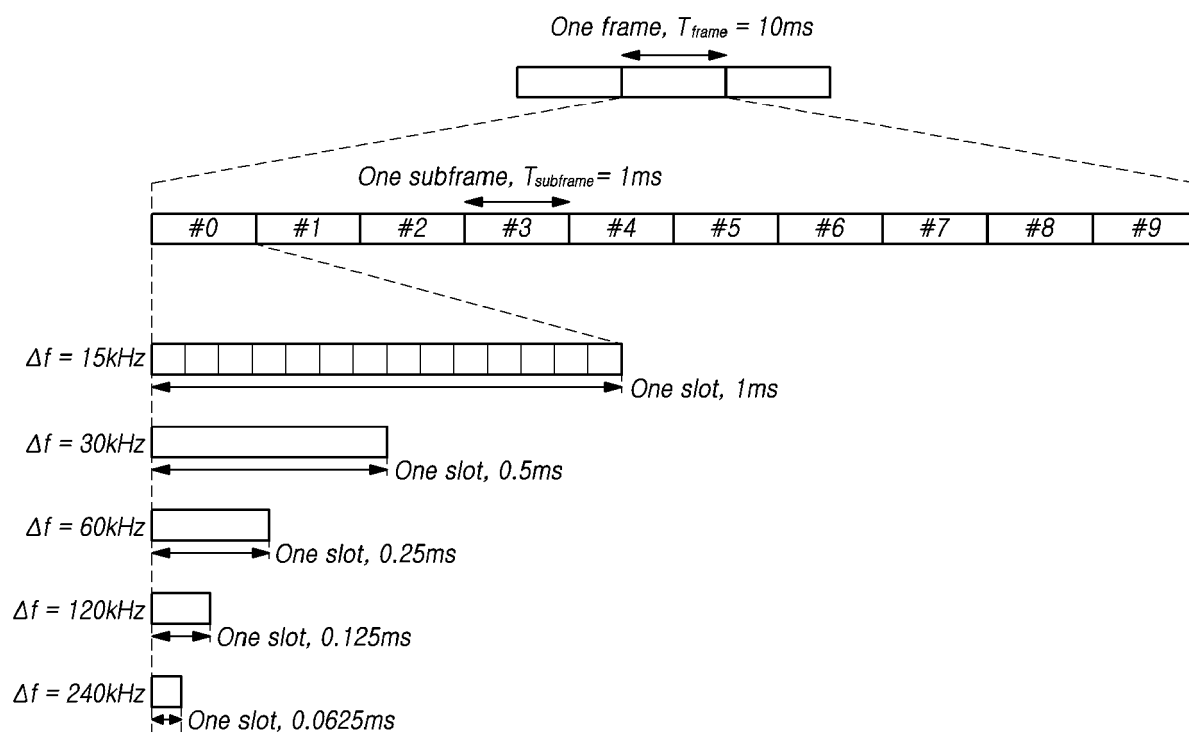 One frame, Tframe = 10ms
One subframe, Tsubframe = 1ms
#0 #1 #2 #3 #4 #5 #6 #7 #8 #9
Δf = 15kHz
One slot, 1ms
Δf = 30kHz
One slot, 0.5ms
Δf = 60kHz
One slot, 0.25ms
Δf = 120kHz
One slot, 0.125ms
Δf = 240kHz
One slot, 0.0625ms